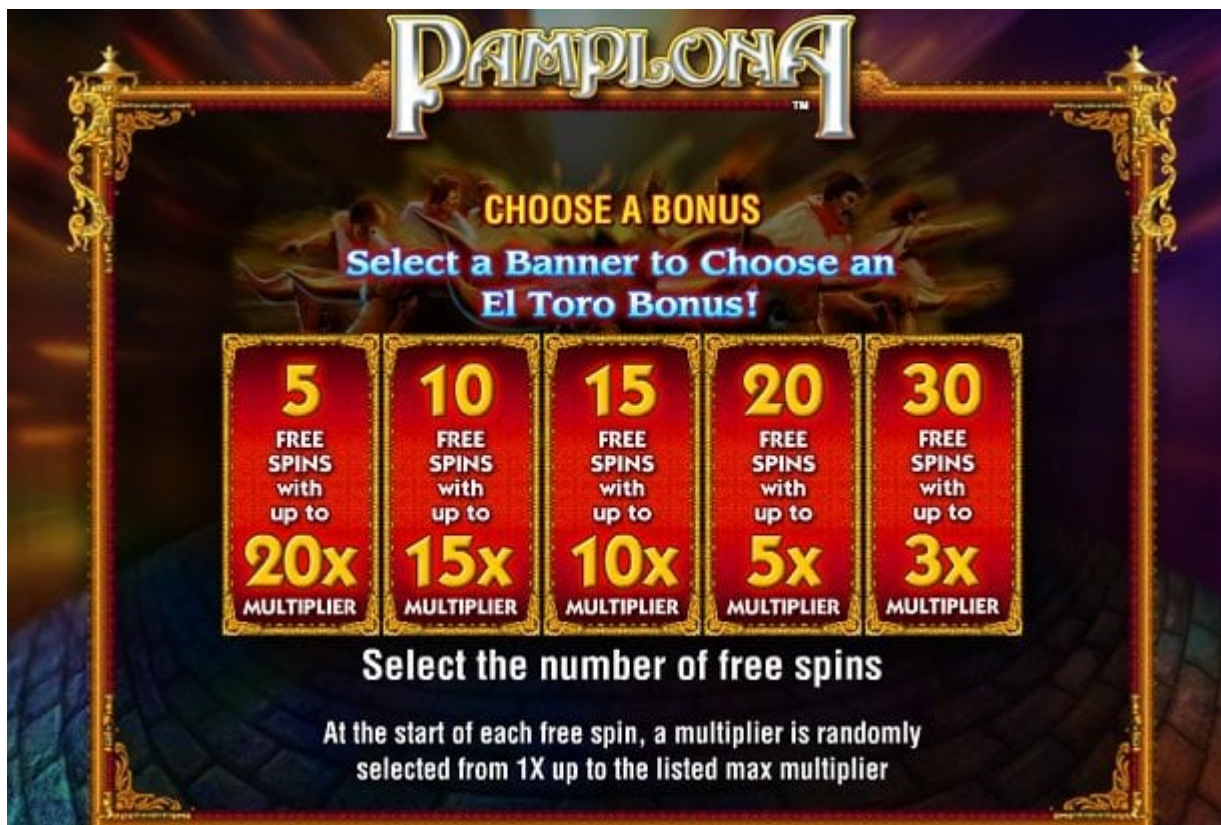 PAMPLONA
™
CHOOSE A BONUS
Select a Banner to Choose an
El Toro Bonus!
5
FREE
SPINS
with
up to
20x
MULTIPLIER
10
FREE
SPINS
with
up to
15x
MULTIPLIER
15
FREE
SPINS
with
up to
10x
MULTIPLIER
20
FREE
SPINS
with
up to
5x
MULTIPLIER
30
FREE
SPINS
with
up to
3x
MULTIPLIER
Select the number of free spins
At the start of each free spin, a multiplier is randomly
selected from 1X up to the listed max multiplier